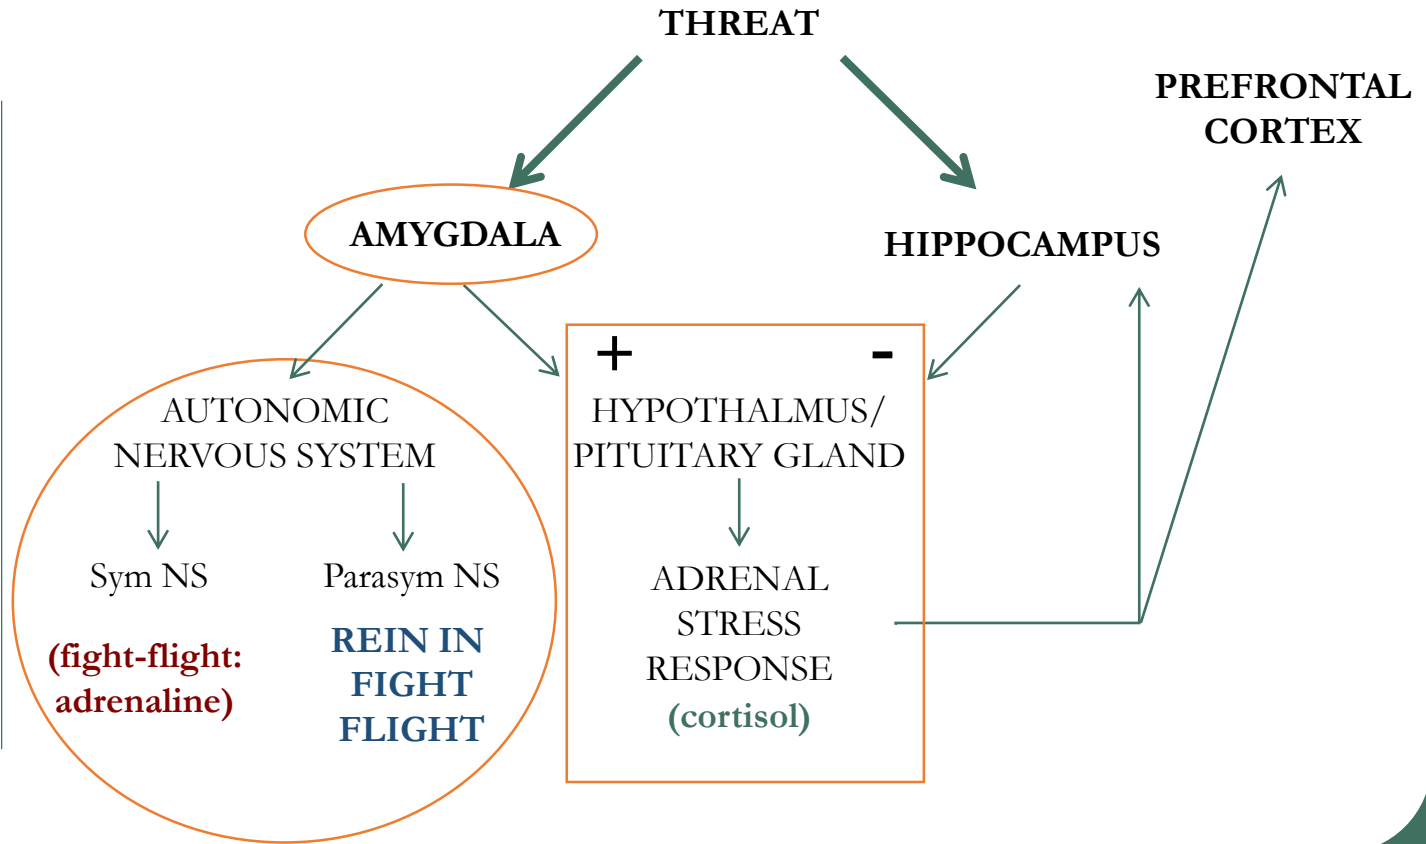 THREAT
PREFRONTAL
CORTEX
AMYGDALA
HIPPOCAMPUS
+
-
AUTONOMIC
NERVOUS SYSTEM
HYPOTHALMUS/
PITUITARY GLAND
Sym NS
Parasym NS
(fight-flight:
adrenaline)
REIN IN
FIGHT
FLIGHT
ADRENAL
STRESS
RESPONSE
(cortisol)